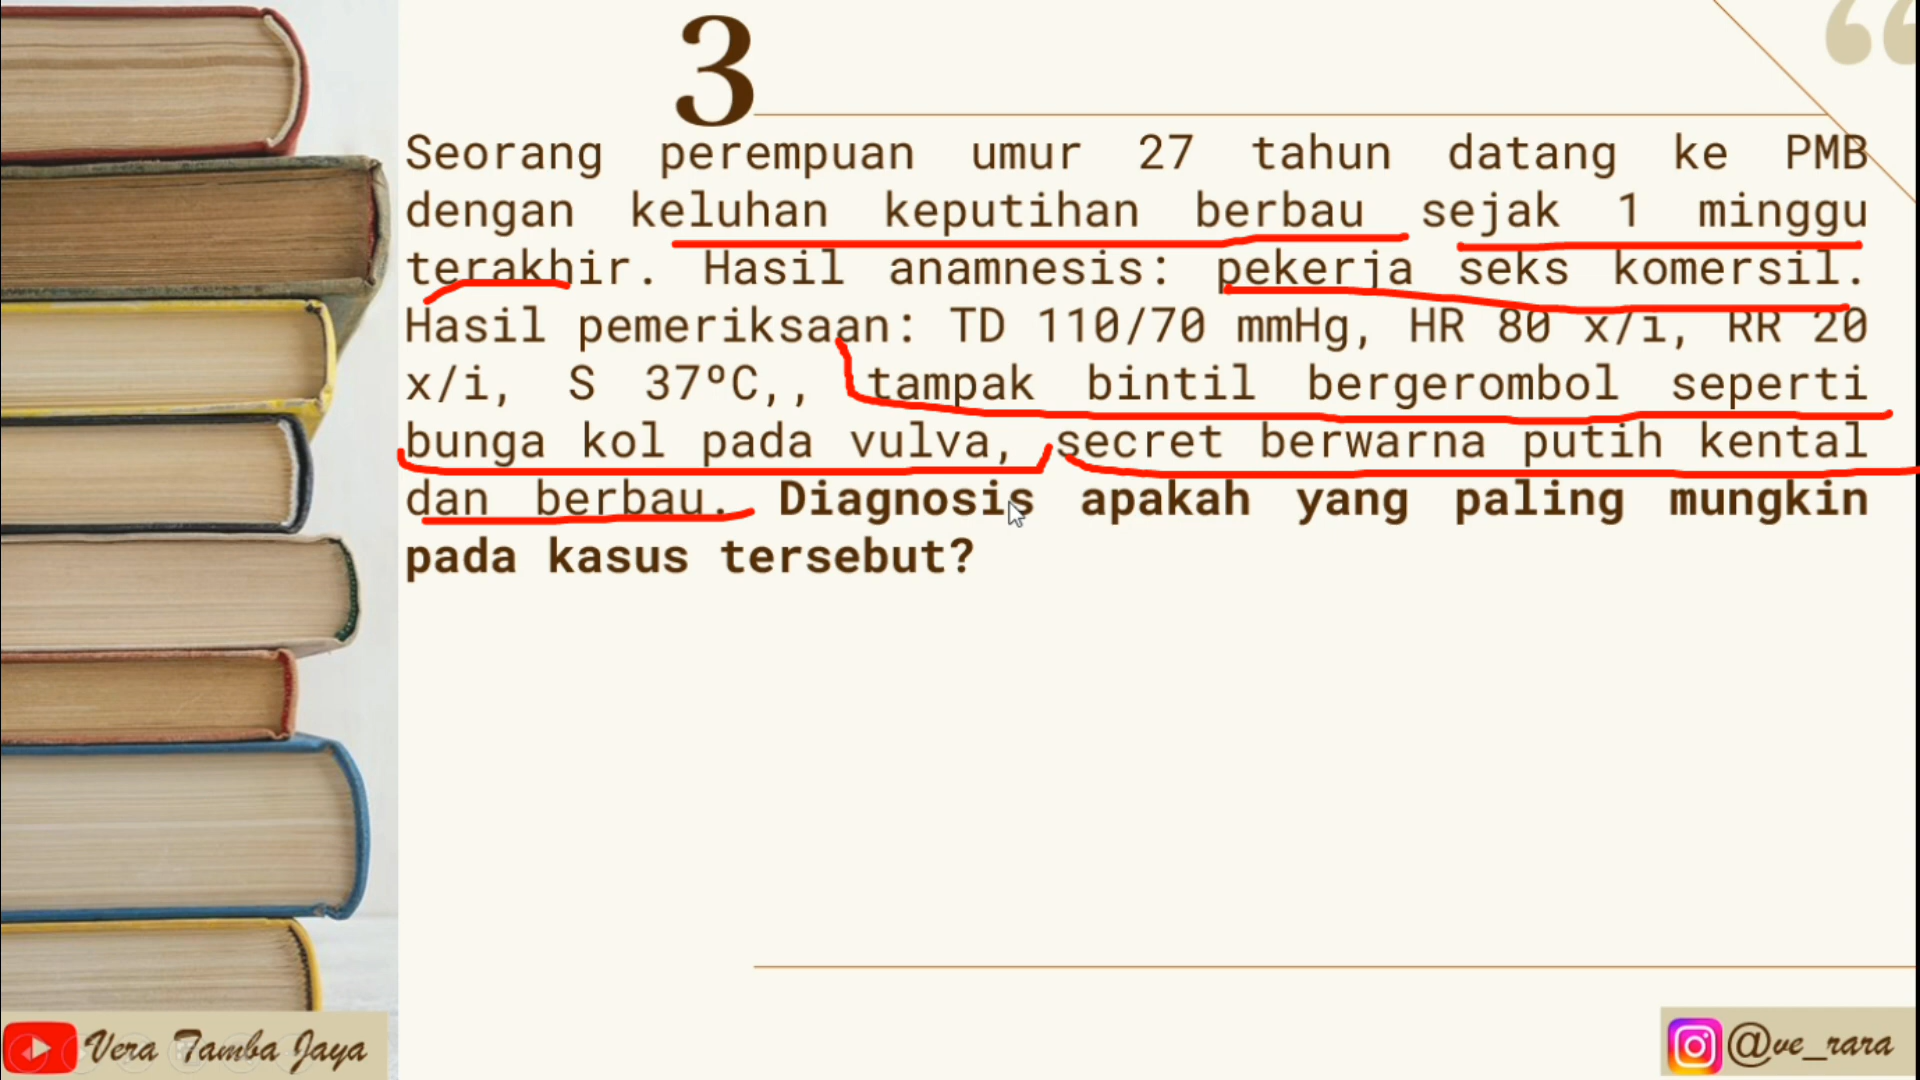 3
Seorang perempuan umur 27 tahun datang ke PMB
dengan keluhan keputihan berbau sejak 1 minggu
terakhir. Hasil anamnesis: pekerja seks komersil.
Hasil pemeriksaan: TD 110/70 mmHg, HR 80 x/i, RR 20
x/i, S 37ºC,, tampak bintil bergerombol seperti
bunga kol pada vulva, secret berwarna putih kental
dan berbau. Diagnosis apakah yang paling mungkin
pada kasus tersebut?
Vera Tamba Jaya
@ve_rara